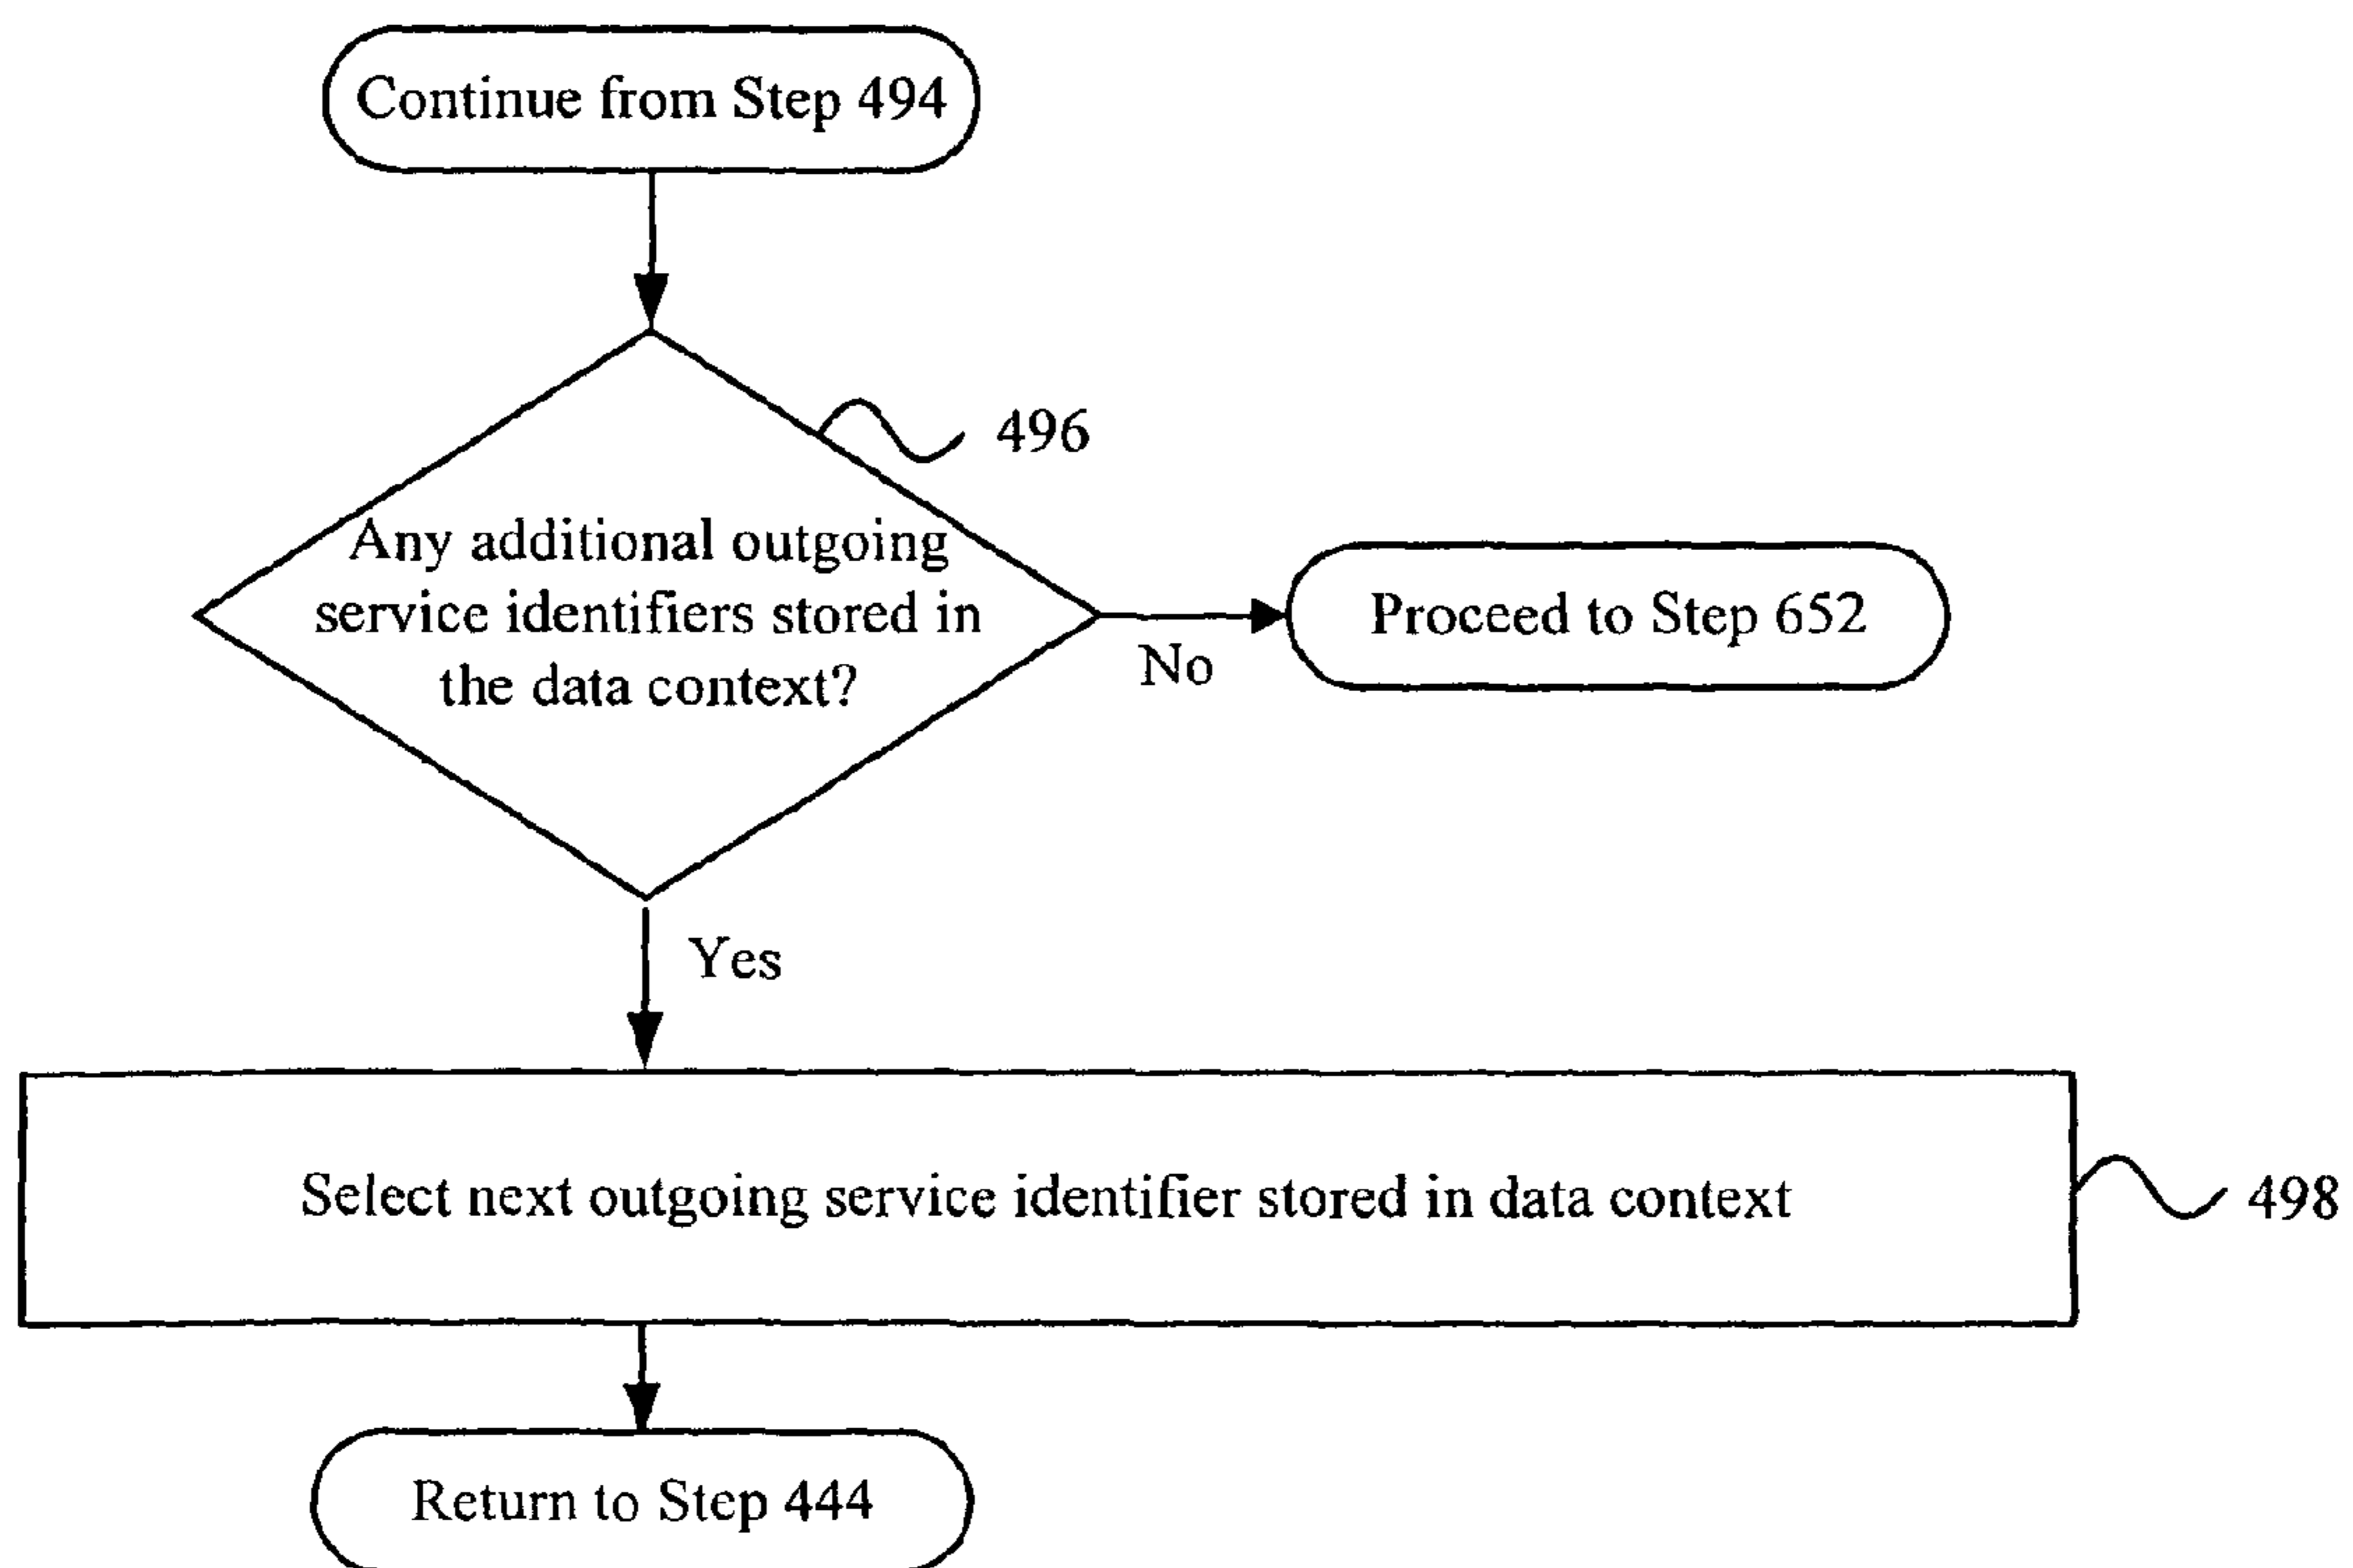 Continue from Step 494
496
Any additional outgoing
service identifiers stored in
the data context?
No
Proceed to Step 652
Yes
Select next outgoing service identifier stored in data context
498
Return to Step 444